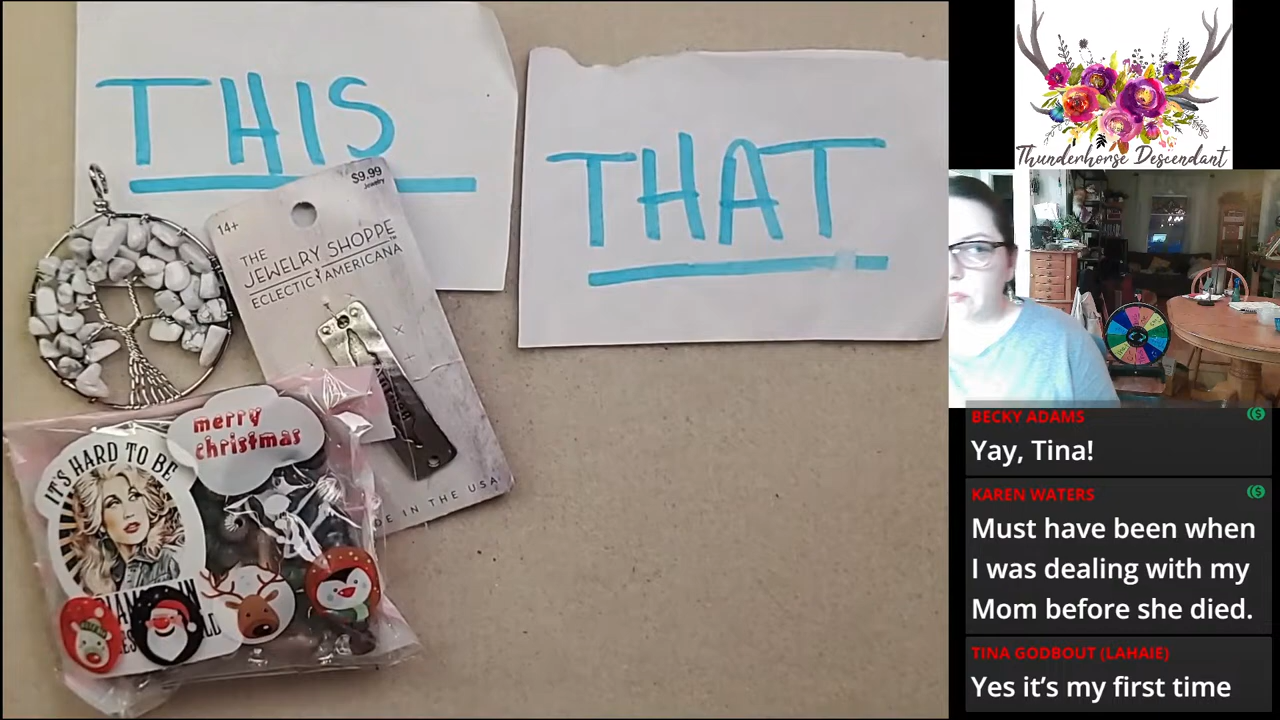 THIS
THAT
$9.99
Jewelry
14+
THE
JEWELRY SHOPPE
ECLECTIC AMERICANA
MADE IN THE USA
merry
christmas
IT'S HARD TO BE
Thunderhorse Descendant
BECKY ADAMS
Yay, Tina!
KAREN WATERS
Must have been when
I was dealing with my
Mom before she died.
TINA GODBOUT (LAHAIE)
Yes it's my first time